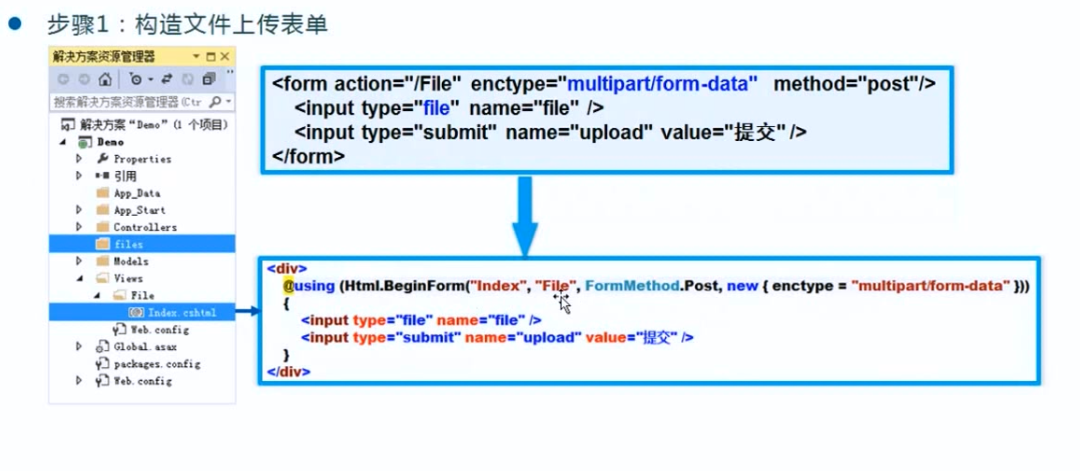 步骤1：构造文件上传表单
解决方案资源管理器
搜索解决方案资源管理器(Ctr
解决方案"Demo"(1 个项目)
Demo
Properties
引用
App_Data
App_Start
Controllers
files
Models
Views
File
Index.cshtml
Web.config
Global.asax
packages.config
Web.config
<form action="/File" enctype="multipart/form-data" method="post"/>
<input type="file" name="file" />
<input type="submit" name="upload" value="提交" />
</form>
<div>
@using (Html.BeginForm("Index", "File", FormMethod.Post, new { enctype = "multipart/form-data" }))
{
<input type="file" name="file" />
<input type="submit" name="upload" value="提交" />
}
</div>